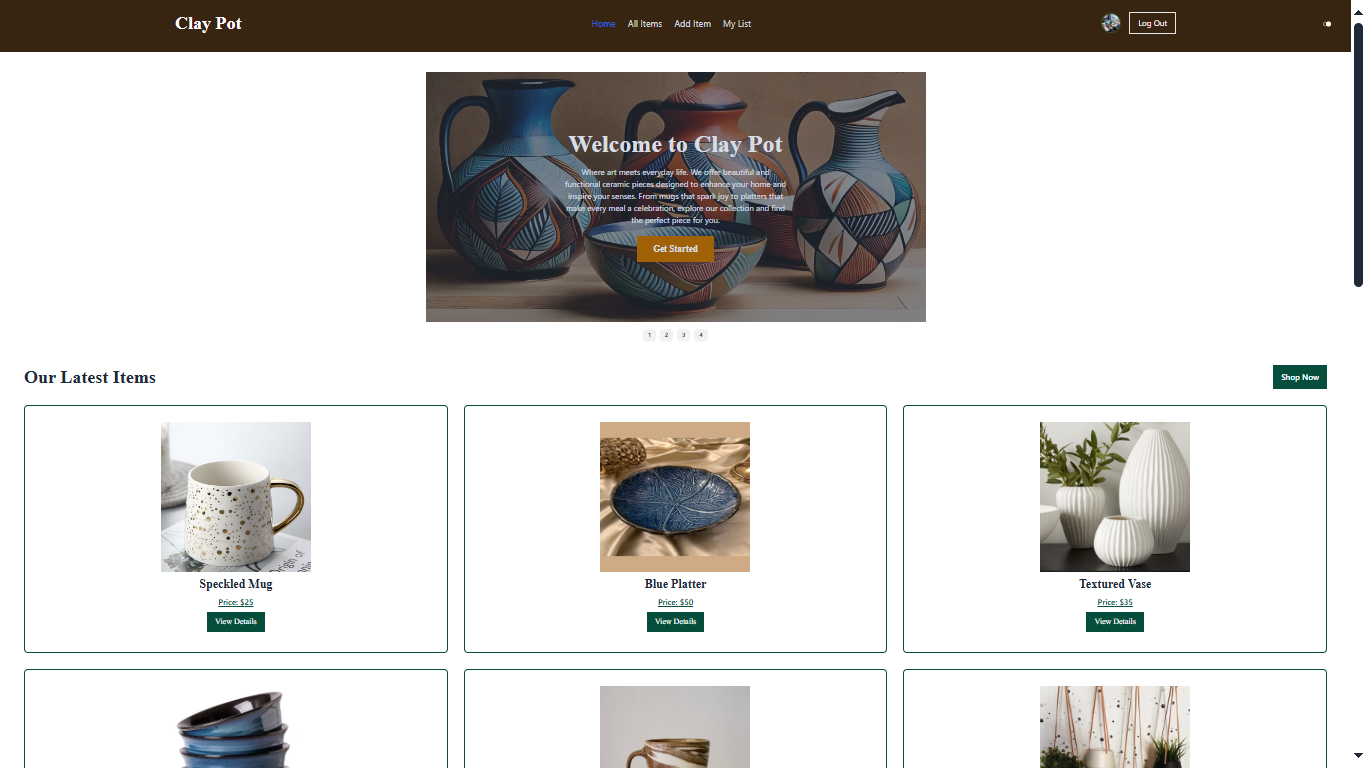 Clay Pot
Home All Items Add Item My List
Log Out
Welcome to Clay Pot
Where art meets everyday life. We offer beautiful and
functional ceramic pieces designed to enhance your home and
inspire your senses. From mugs that spark joy to platters that
make every meal a celebration, explore our collection and find
the perfect piece for you.
Get Started
1 2 3 4
Our Latest Items
Shop Now
Origin of
Speckled Mug
Price: $25
View Details
Blue Platter
Price: $50
View Details
Textured Vase
Price: $35
View Details